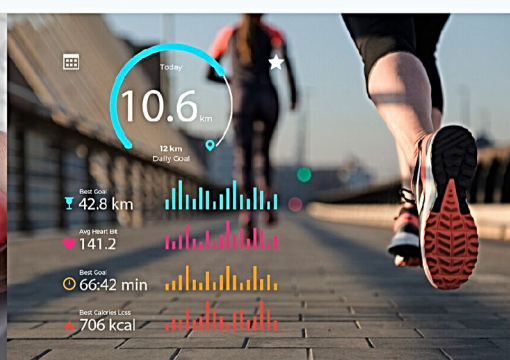 Today
10.6 km
12 km
Daily Goal
Best Goal
42.8 km
Avg Heart Bit
141.2
Best Goal
66:42 min
Best Calories Loss
706 kcal